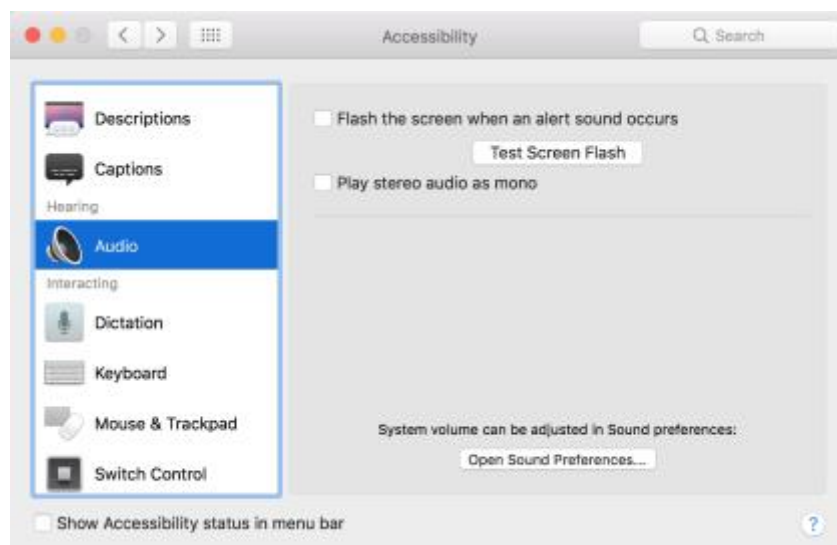 Accessibility
Search
Descriptions
Captions
Hearing
Audio
Interacting
Dictation
Keyboard
Mouse & Trackpad
Switch Control
Flash the screen when an alert sound occurs
Test Screen Flash
Play stereo audio as mono
System volume can be adjusted in Sound preferences:
Open Sound Preferences...
Show Accessibility status in menu bar
?